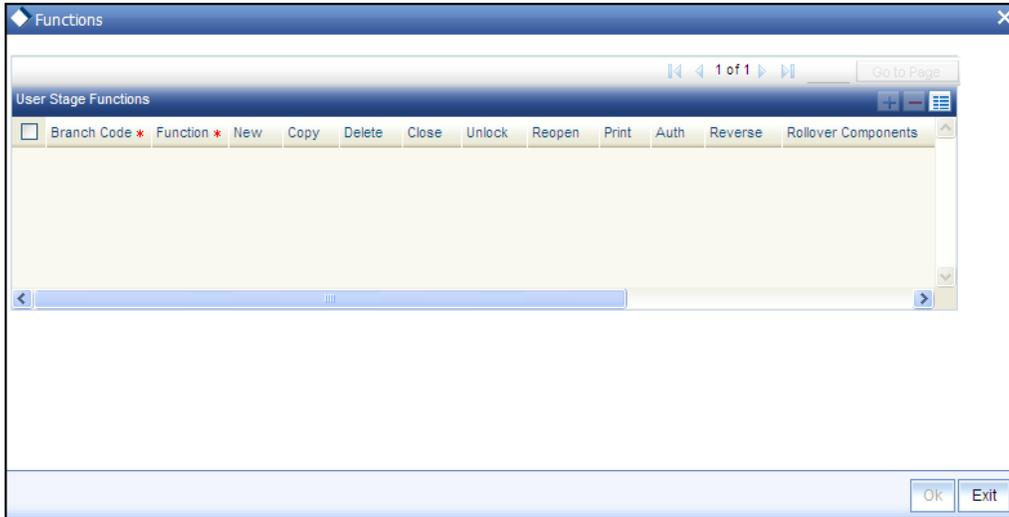 Functions
1 of 1 Go to Page
User Stage Functions
Branch Code * Function * New Copy Delete Close Unlock Reopen Print Auth Reverse Rollover Components
Ok Exit